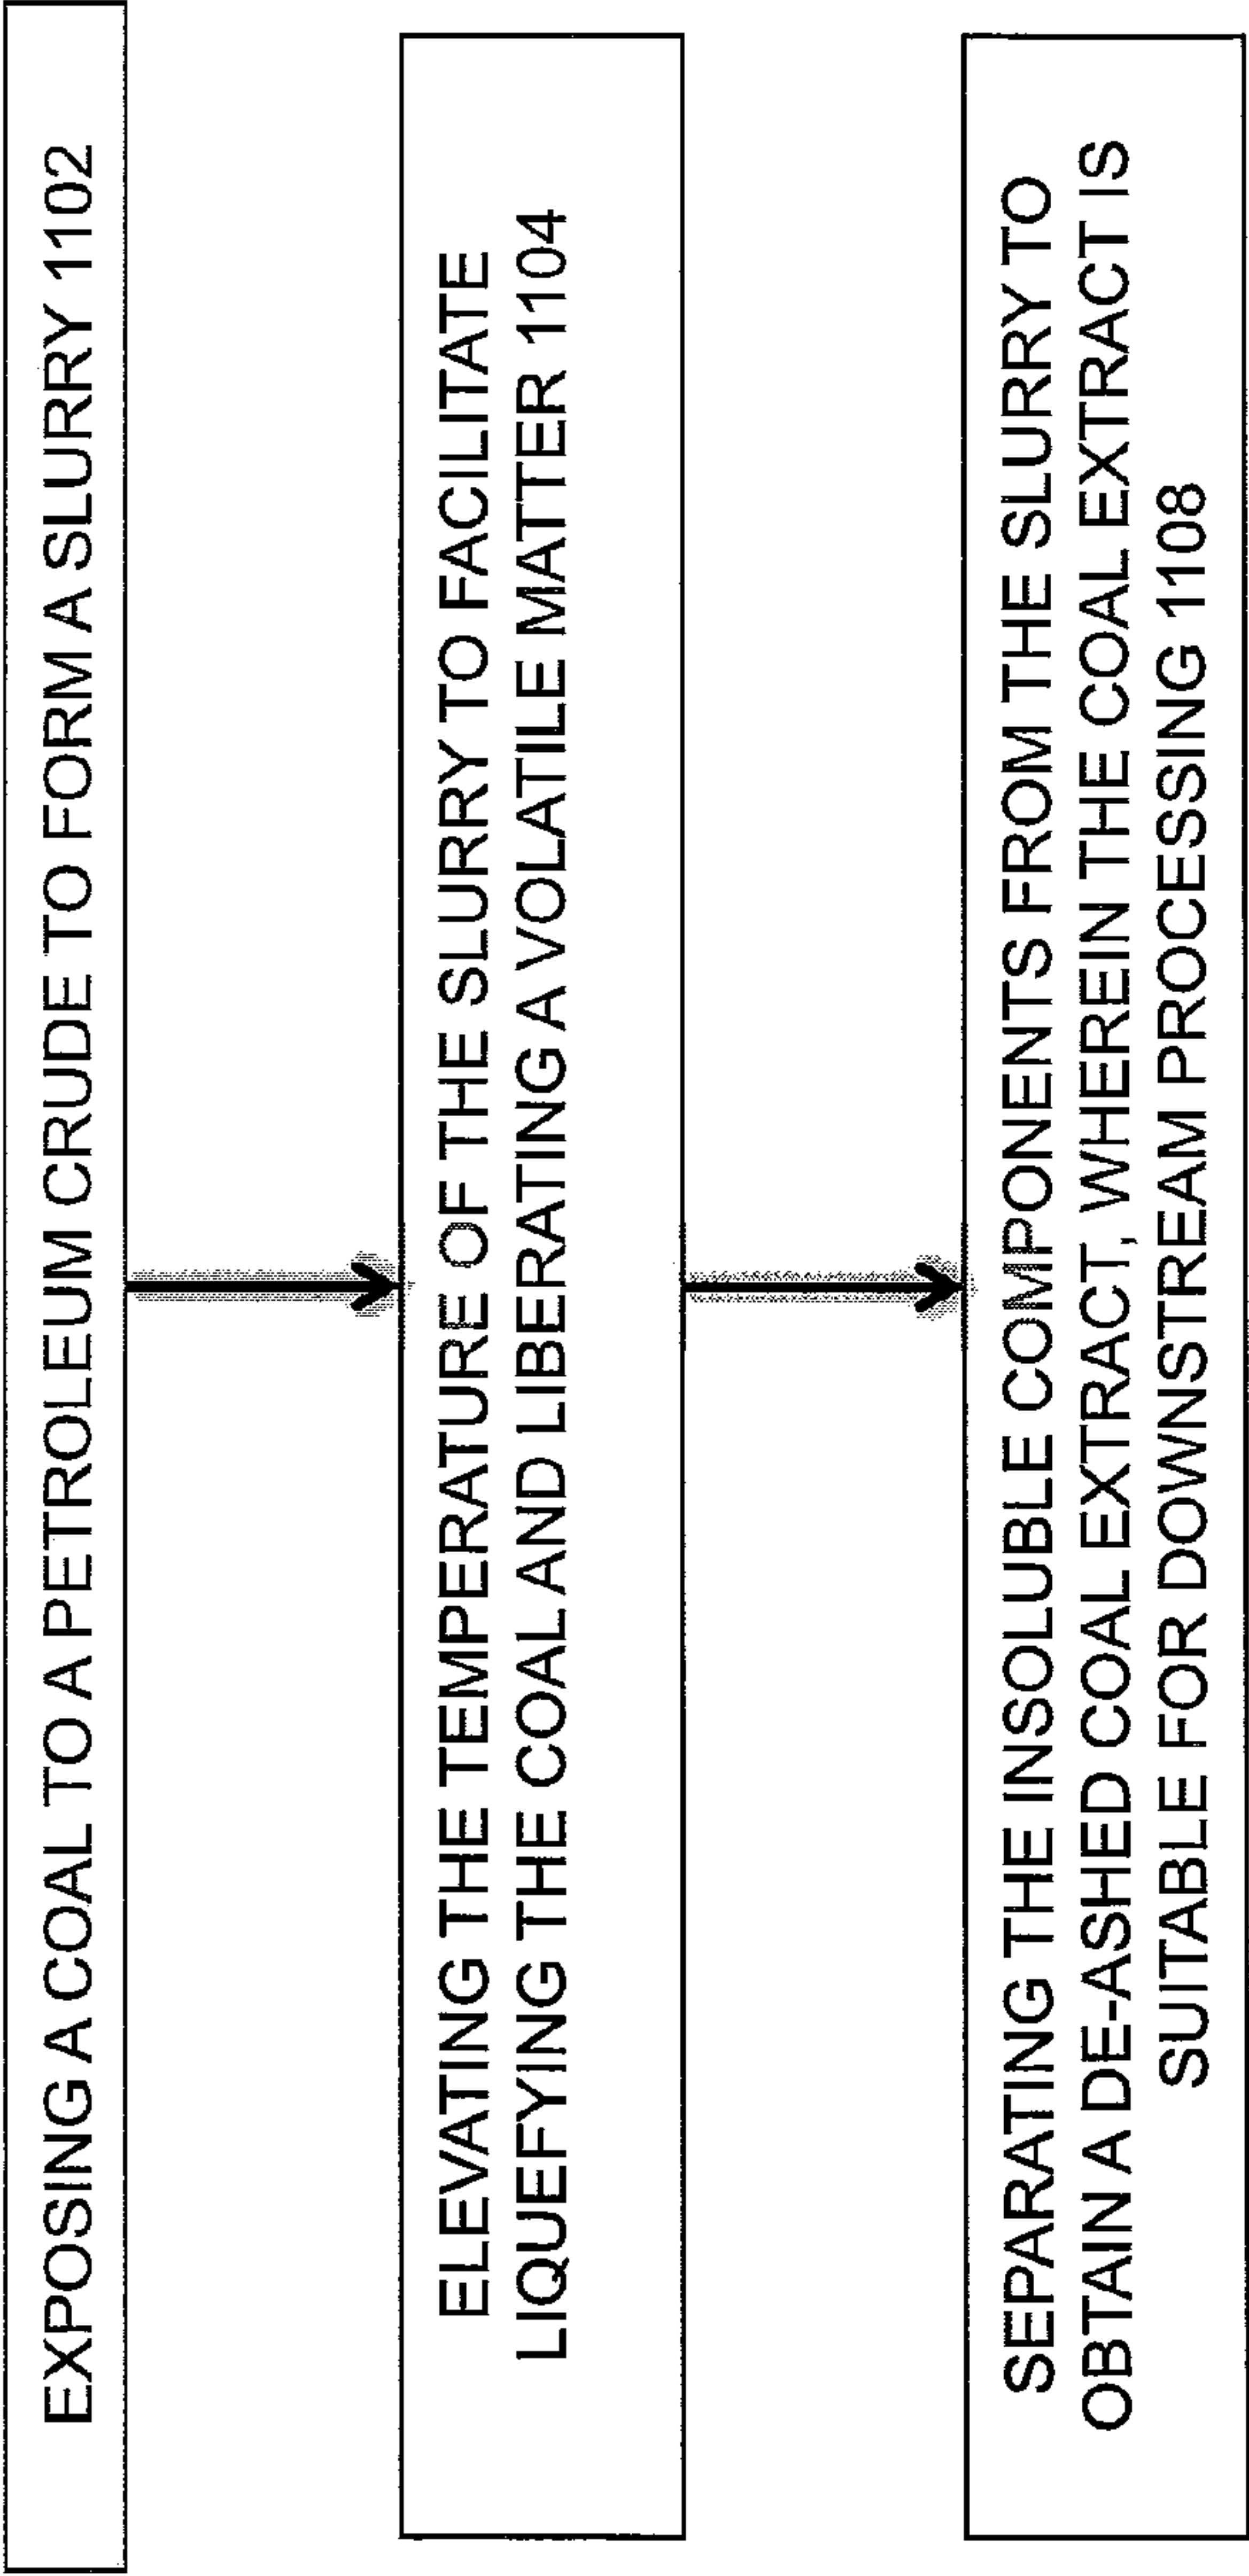 EXPOSING A COAL TO A PETROLEUM CRUDE TO FORM A SLURRY 1102
ELEVATING THE TEMPERATURE OF THE SLURRY TO FACILITATE
LIQUEFYING THE COAL AND LIBERATING A VOLATILE MATTER 1104
SEPARATING THE INSOLUBLE COMPONENTS FROM THE SLURRY TO
OBTAIN A DE-ASHED COAL EXTRACT, WHEREIN THE COAL EXTRACT IS
SUITABLE FOR DOWNSTREAM PROCESSING 1108